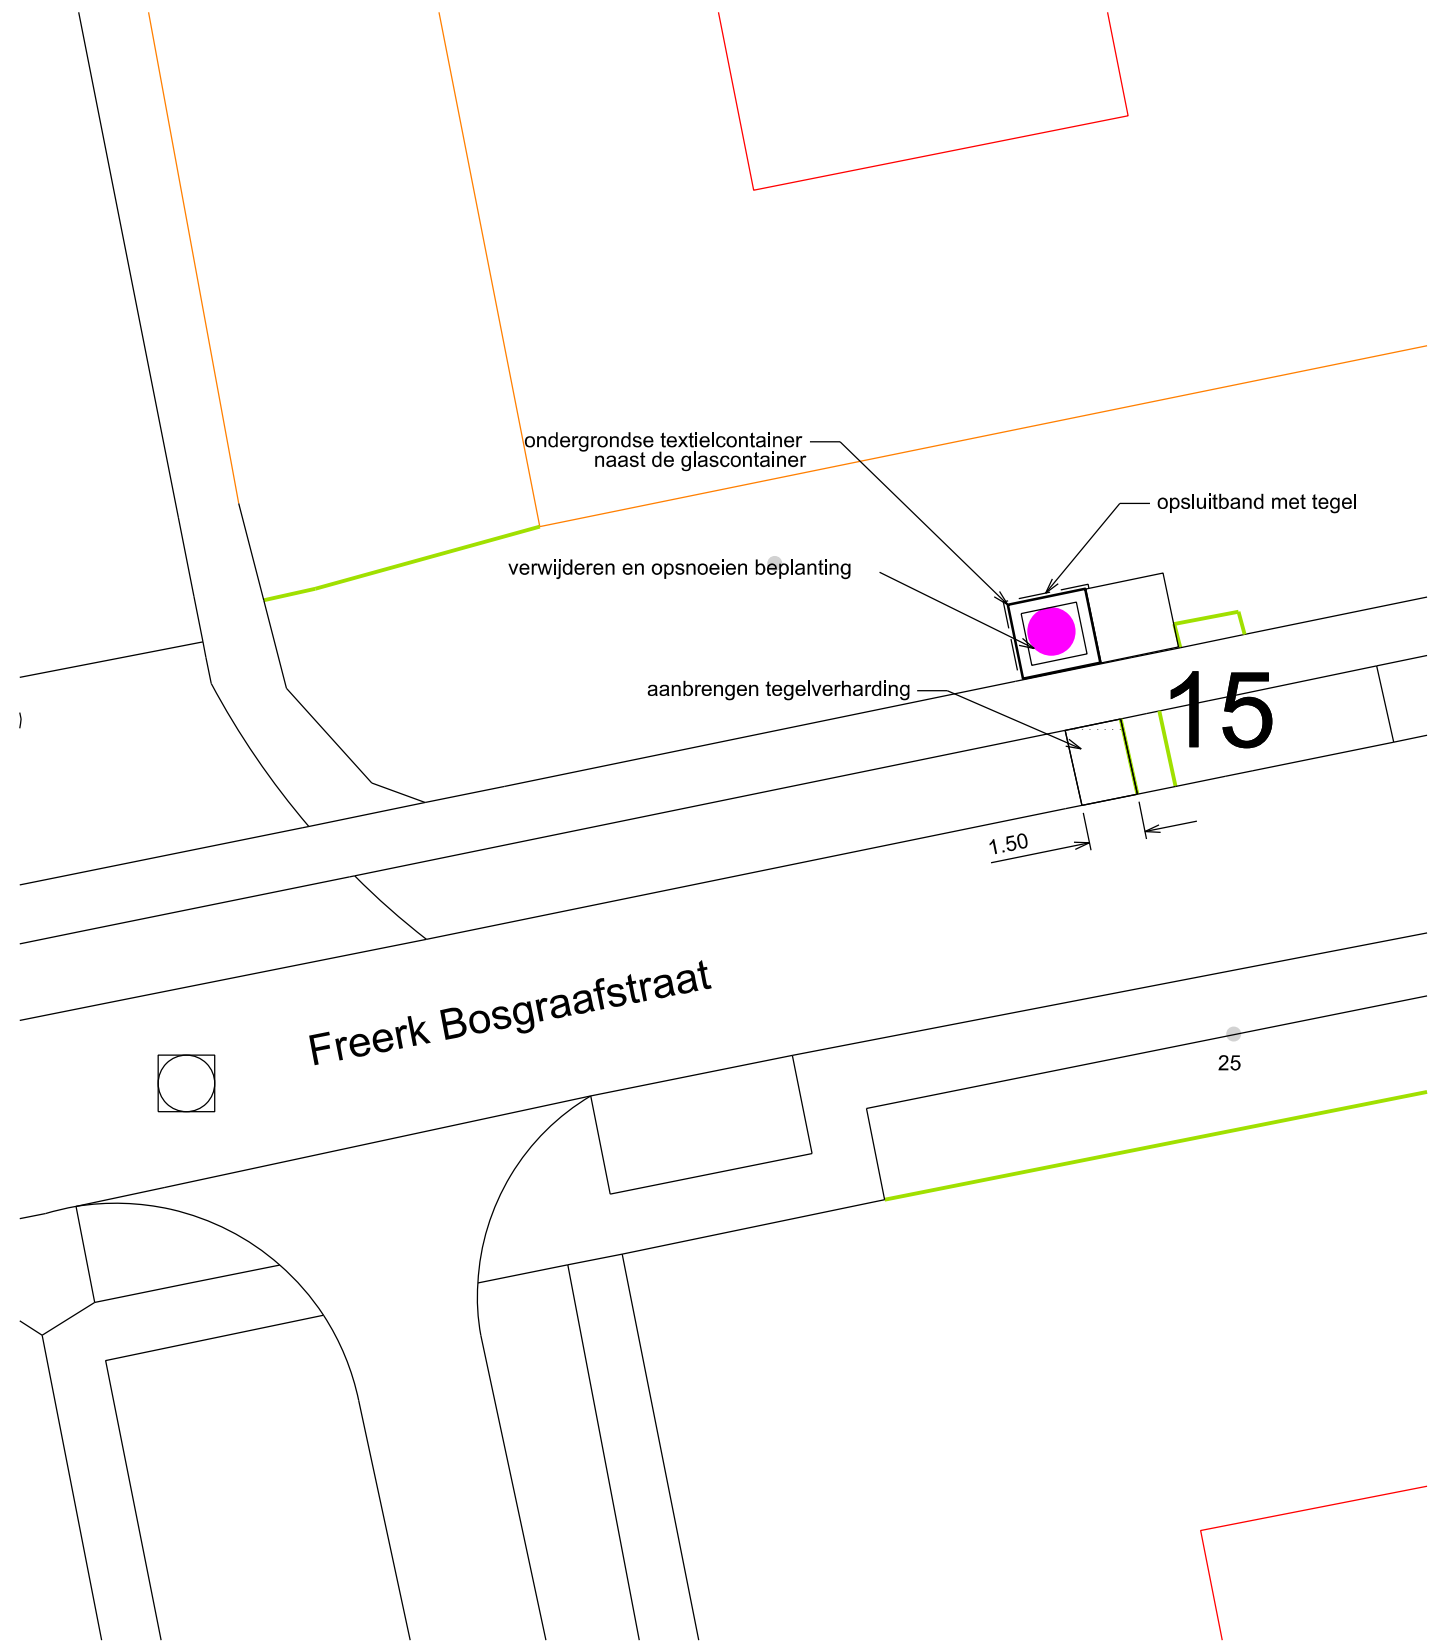 ondergrondse textielcontainer
naast de glascontainer
opsluitband met tegel
verwijderen en opsnoeien beplanting
aanbrengen tegelverharding
15
1.50
Freerk Bosgraafstraat
25